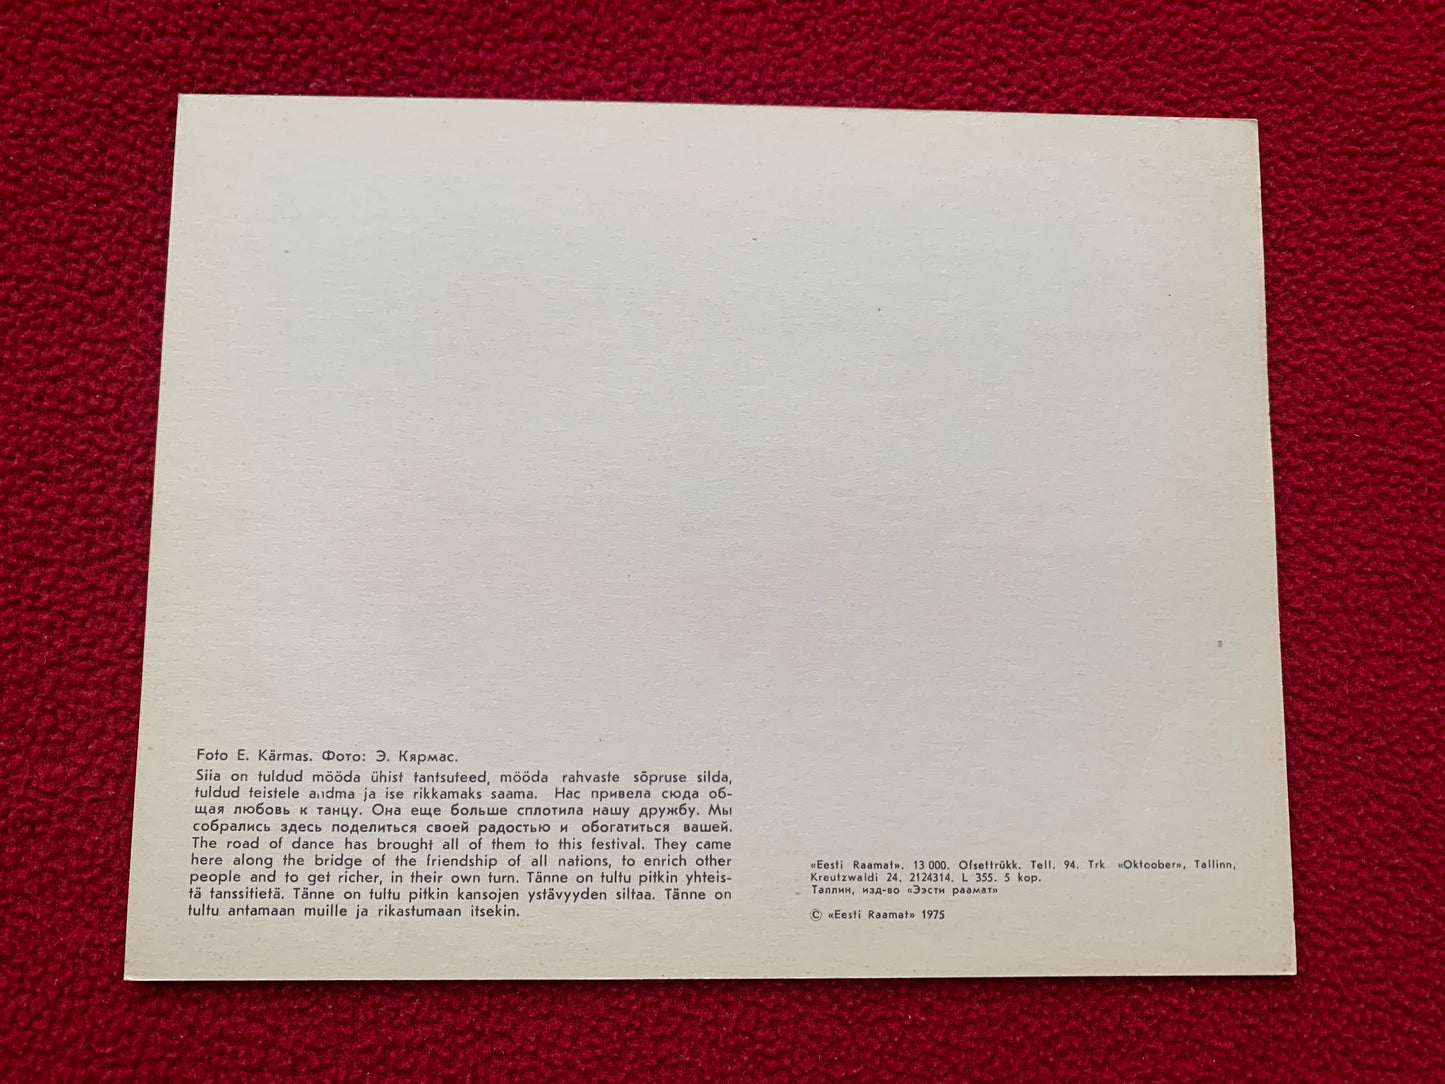 Foto E. Kärmas. Фото: Э. Кярмас.
Siia on tuldud mööda ühist tantsuteed, mööda rahvaste sõpruse silda,
tuldud teistele andma ja ise rikkamaks saama. Нас привела сюда об-
щая любовь к танцу. Она еще больше сплотила нашу дружбу. Мы
собрались здесь поделиться своей радостью и обогатиться вашей.
The road of dance has brought all of them to this festival. They came
here along the bridge of the friendship of all nations, to enrich other
people and to get richer, in their own turn. Tänne on tultu pitkin yhteis-
tä tanssitietä. Tänne on tultu pitkin kansojen ystävyyden siltaa. Tänne on
tultu antamaan muille ja rikastumaan itsekin.
«Eesti Raamat». 13 000. Ofsettrükk. Tell. 94. Trk «Oktoober», Tallinn,
Kreutzwaldi 24. 2124314. L 355. 5 kop.
Таллин, изд-во «Ээсти раамат»
© «Eesti Raamat» 1975